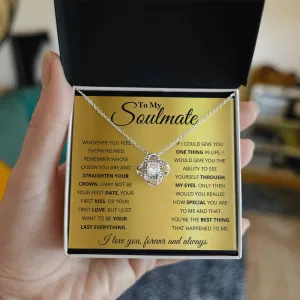 To My
Soulmate
WHOEVER YOU FEEL
OVERWHELMED,
REMEMBER WHOSE
QUEEN YOU ARE AND
STRAIGHTEN YOUR
CROWN. I MAY NOT BE
YOUR FIRST DATE, YOUR
FIRST KISS, OR YOUR
FIRST LOVE; BUT I JUST
WANT TO BE YOUR
LAST EVERYTHING.
IF I COULD GIVE YOU
ONE THING IN LIFE, I
WOULD GIVE YOU THE
ABILITY TO SEE
YOURSELF THROUGH
MY EYES. ONLY THEN
WOULD YOU REALIZE
HOW SPECIAL YOU ARE
TO ME AND THAT
YOU'RE THE BEST THING
THAT HAPPENED TO ME.
I love you, forever and always